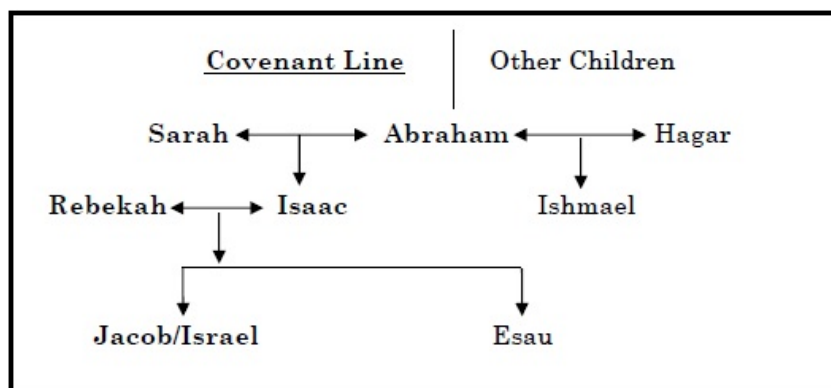 Covenant Line Other Children
Sarah Abraham Hagar
Rebekah Isaac Ishmael
Jacob/Israel Esau